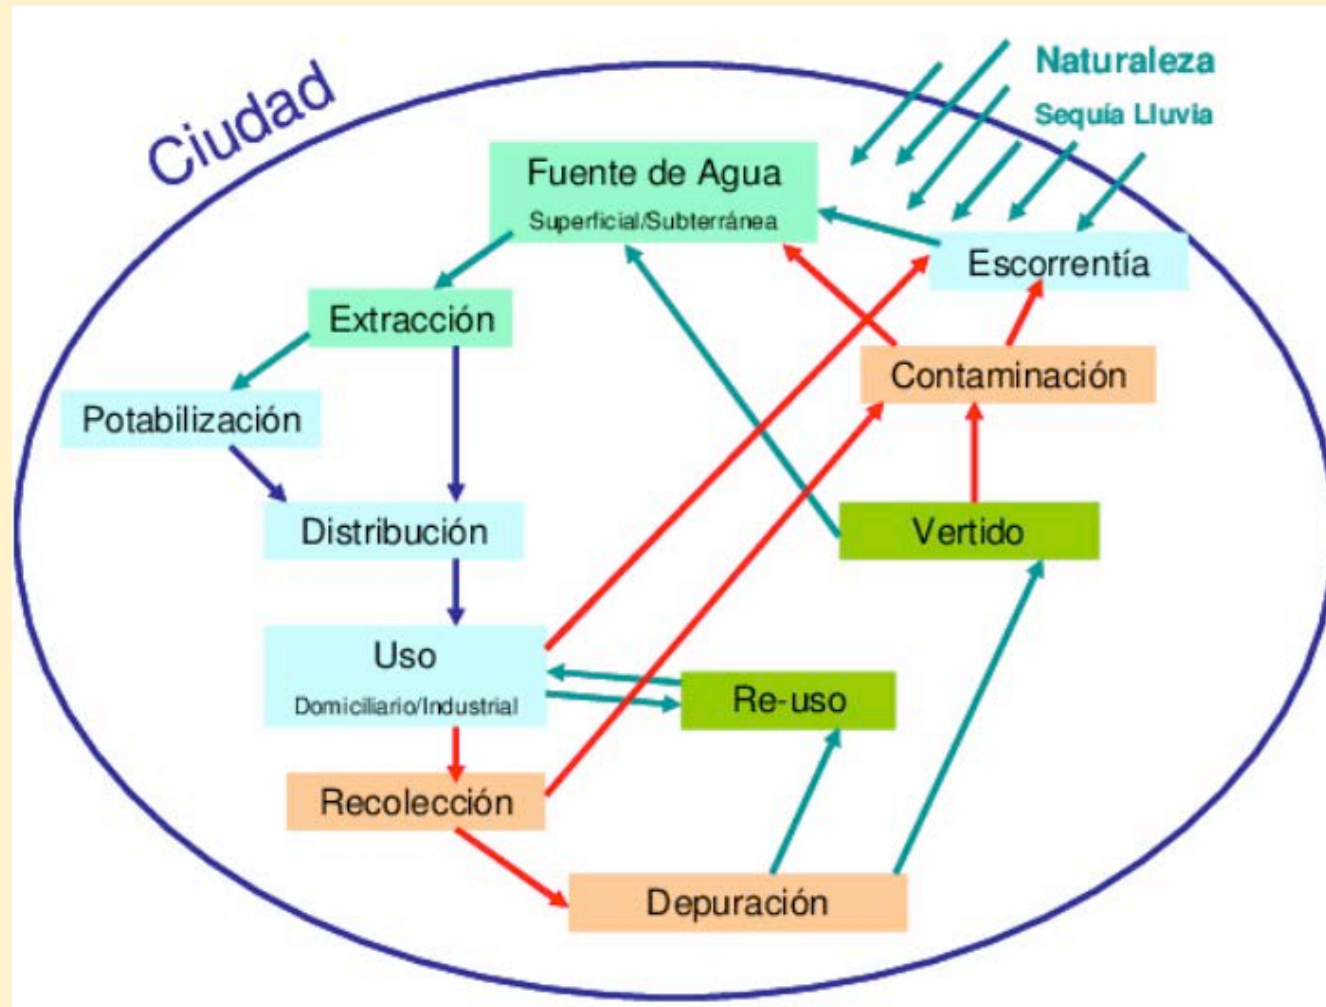 Ciudad
Naturaleza
Sequía Lluvia
Fuente de Agua
Superficial/Subterránea
Escorrentía
Extracción
Contaminación
Potabilización
Distribución
Vertido
Uso
Domiciliario/Industrial
Re-uso
Recolección
Depuración